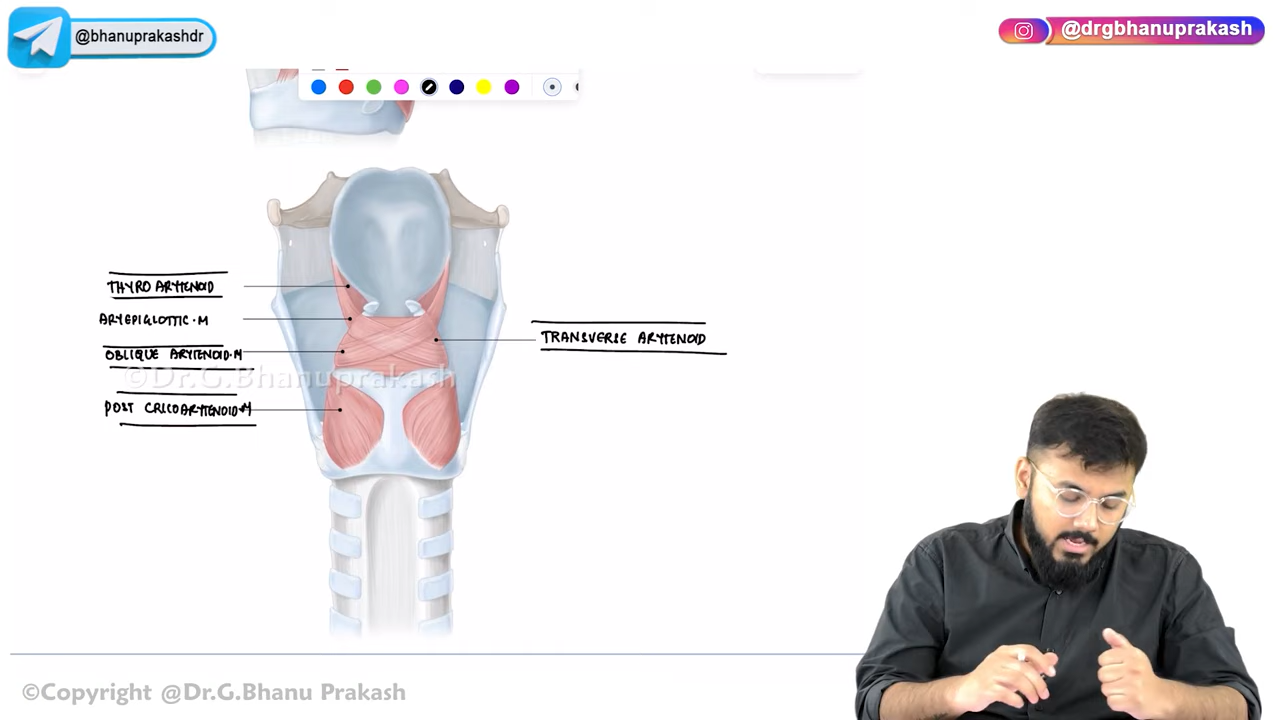 @bhanuprakashdr
@drgbhanuprakash
THYRO ARYTENOID
ARYEPIGLOTTIC.M
OBLIQUE ARYTENOID.M
POST CRICOARYTENOID.M
TRANSVERSE ARYTENOID
©Dr.G.Bhanuprakash
©Copyright @Dr.G.Bhanu Prakash